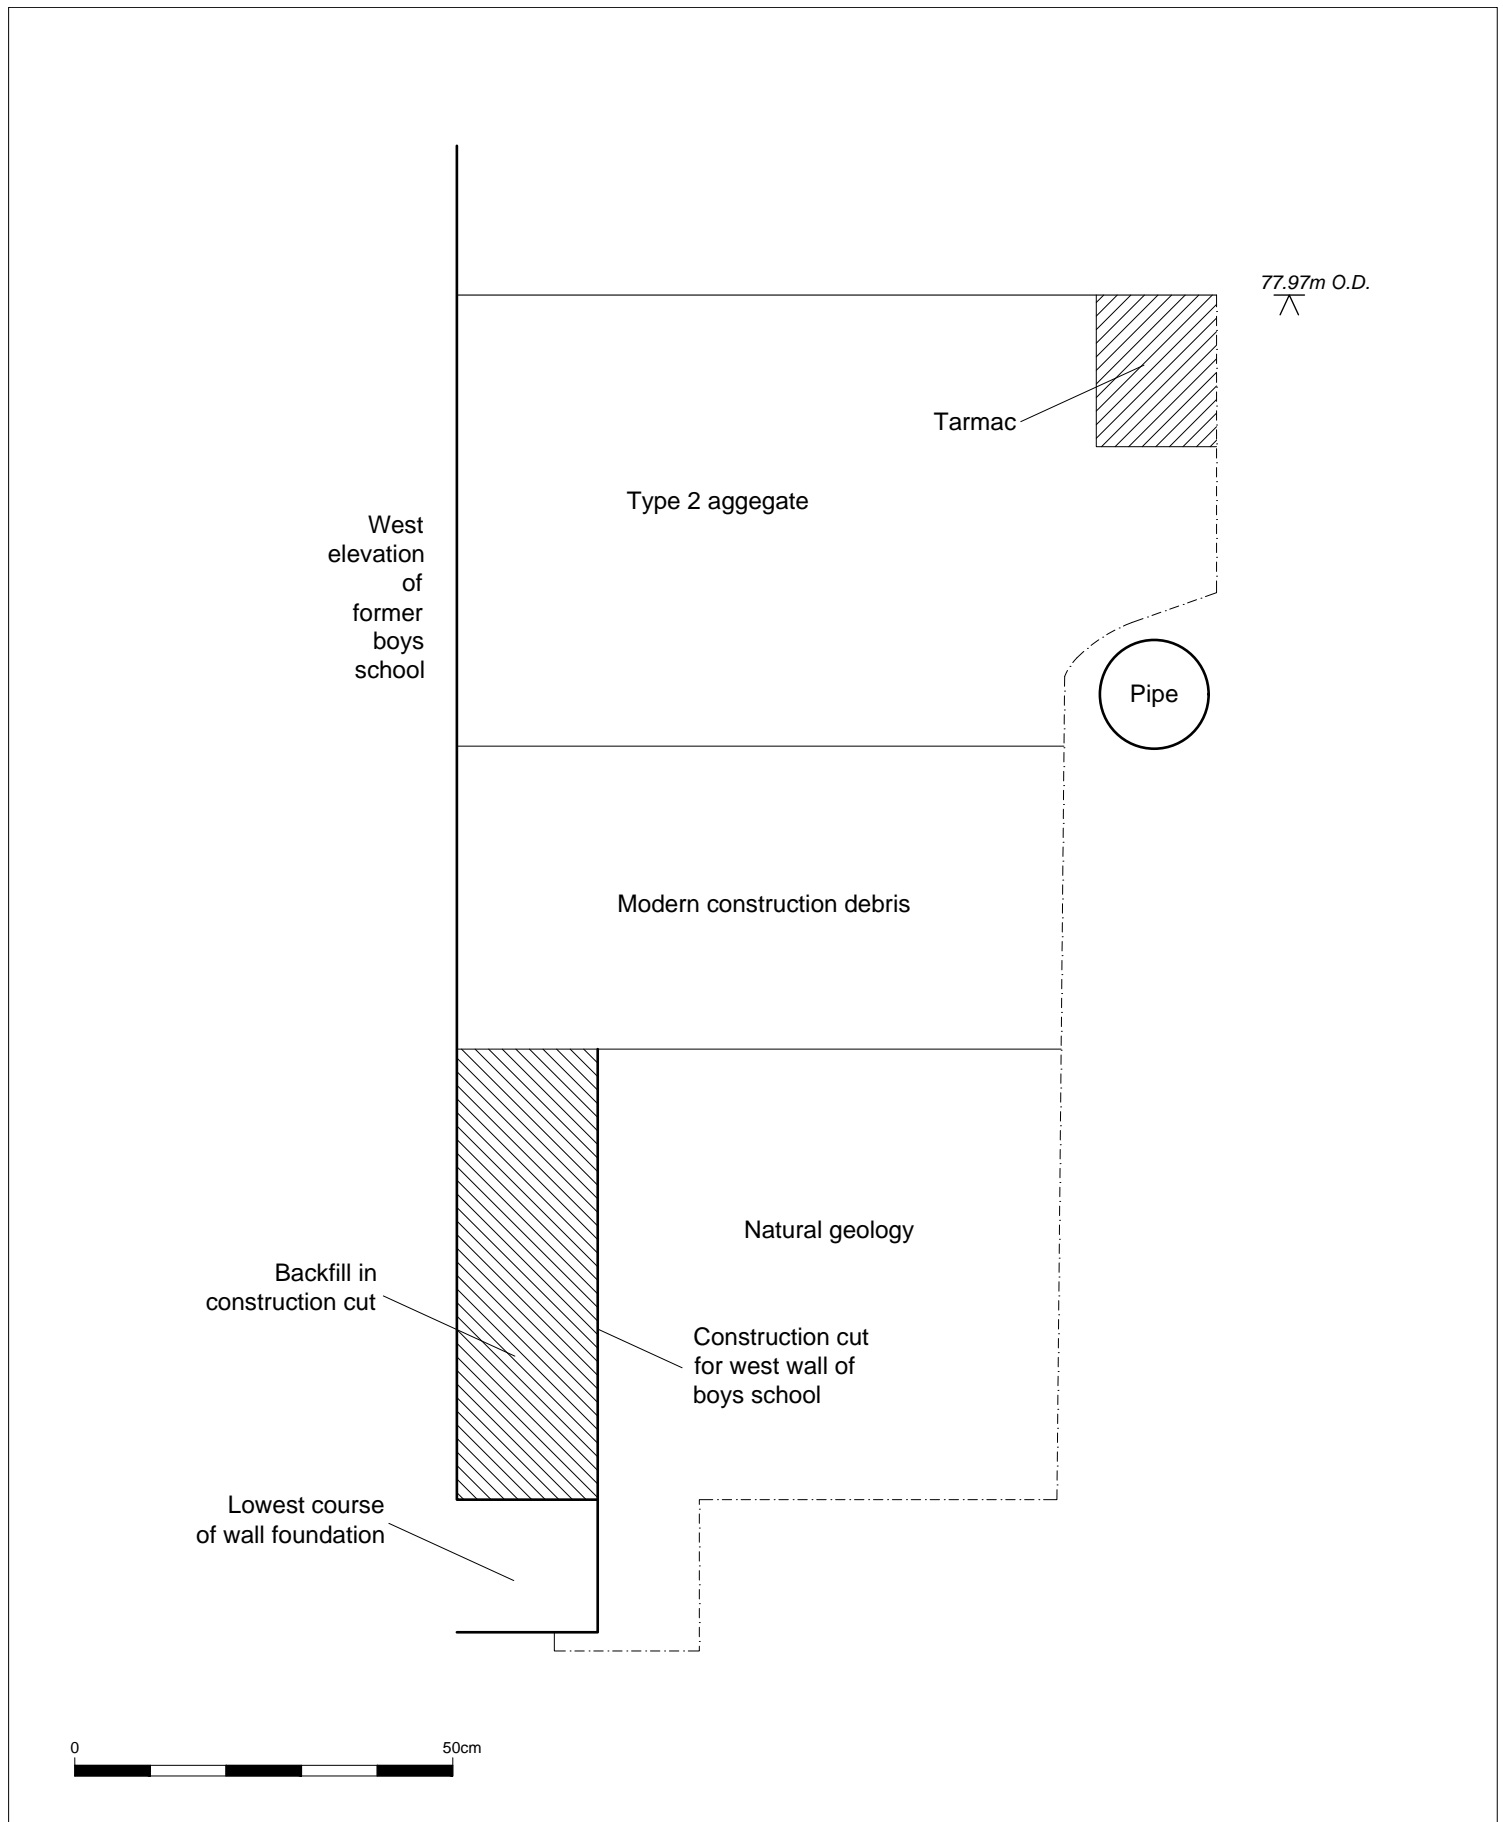 77.97m O.D.
Tarmac
Type 2 aggegate
West
elevation
of
former
boys
school
Pipe
Modern construction debris
Natural geology
Backfill in
construction cut
Construction cut
for west wall of
boys school
Lowest course
of wall foundation
0
50cm